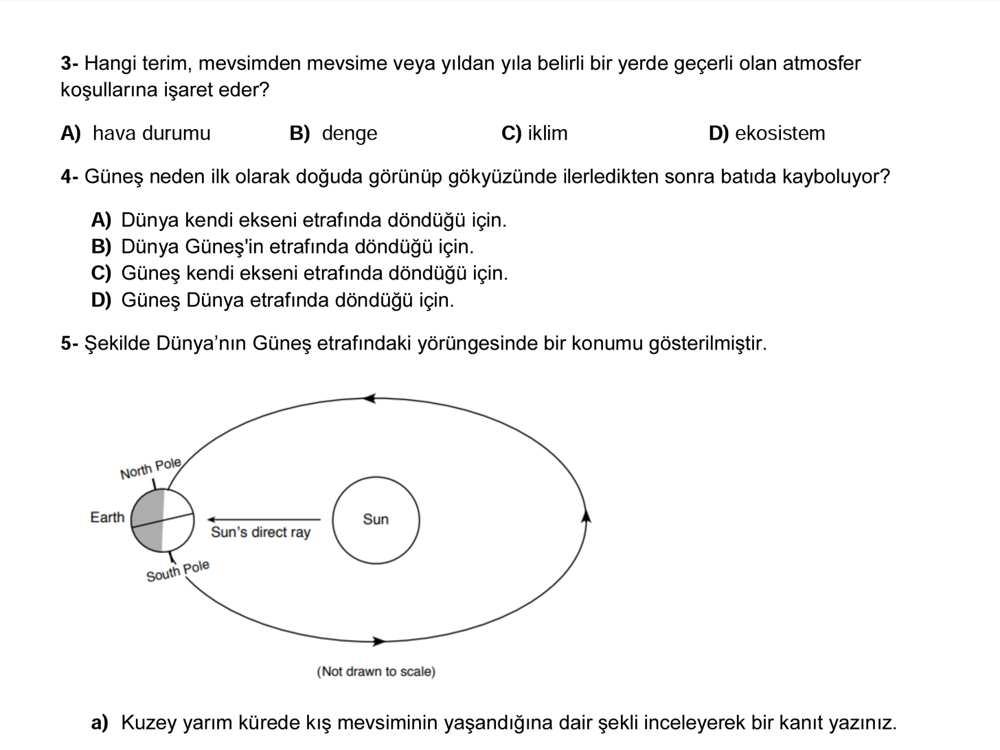 3- Hangi terim, mevsimden mevsime veya yıldan yıla belirli bir yerde geçerli olan atmosfer
koşullarına işaret eder?
A) hava durumu B) denge C) iklim D) ekosistem
4- Güneş neden ilk olarak doğuda görünüp gökyüzünde ilerledikten sonra batıda kayboluyor?
A) Dünya kendi ekseni etrafında döndüğü için.
B) Dünya Güneş'in etrafında döndüğü için.
C) Güneş kendi ekseni etrafında döndüğü için.
D) Güneş Dünya etrafında döndüğü için.
5- Şekilde Dünya’nın Güneş etrafındaki yörüngesinde bir konumu gösterilmiştir.
North Pole
Earth
Sun
Sun’s direct ray
South Pole
(Not drawn to scale)
a) Kuzey yarım kürede kış mevsiminin yaşandığına dair şekli inceleyerek bir kanıt yazınız.